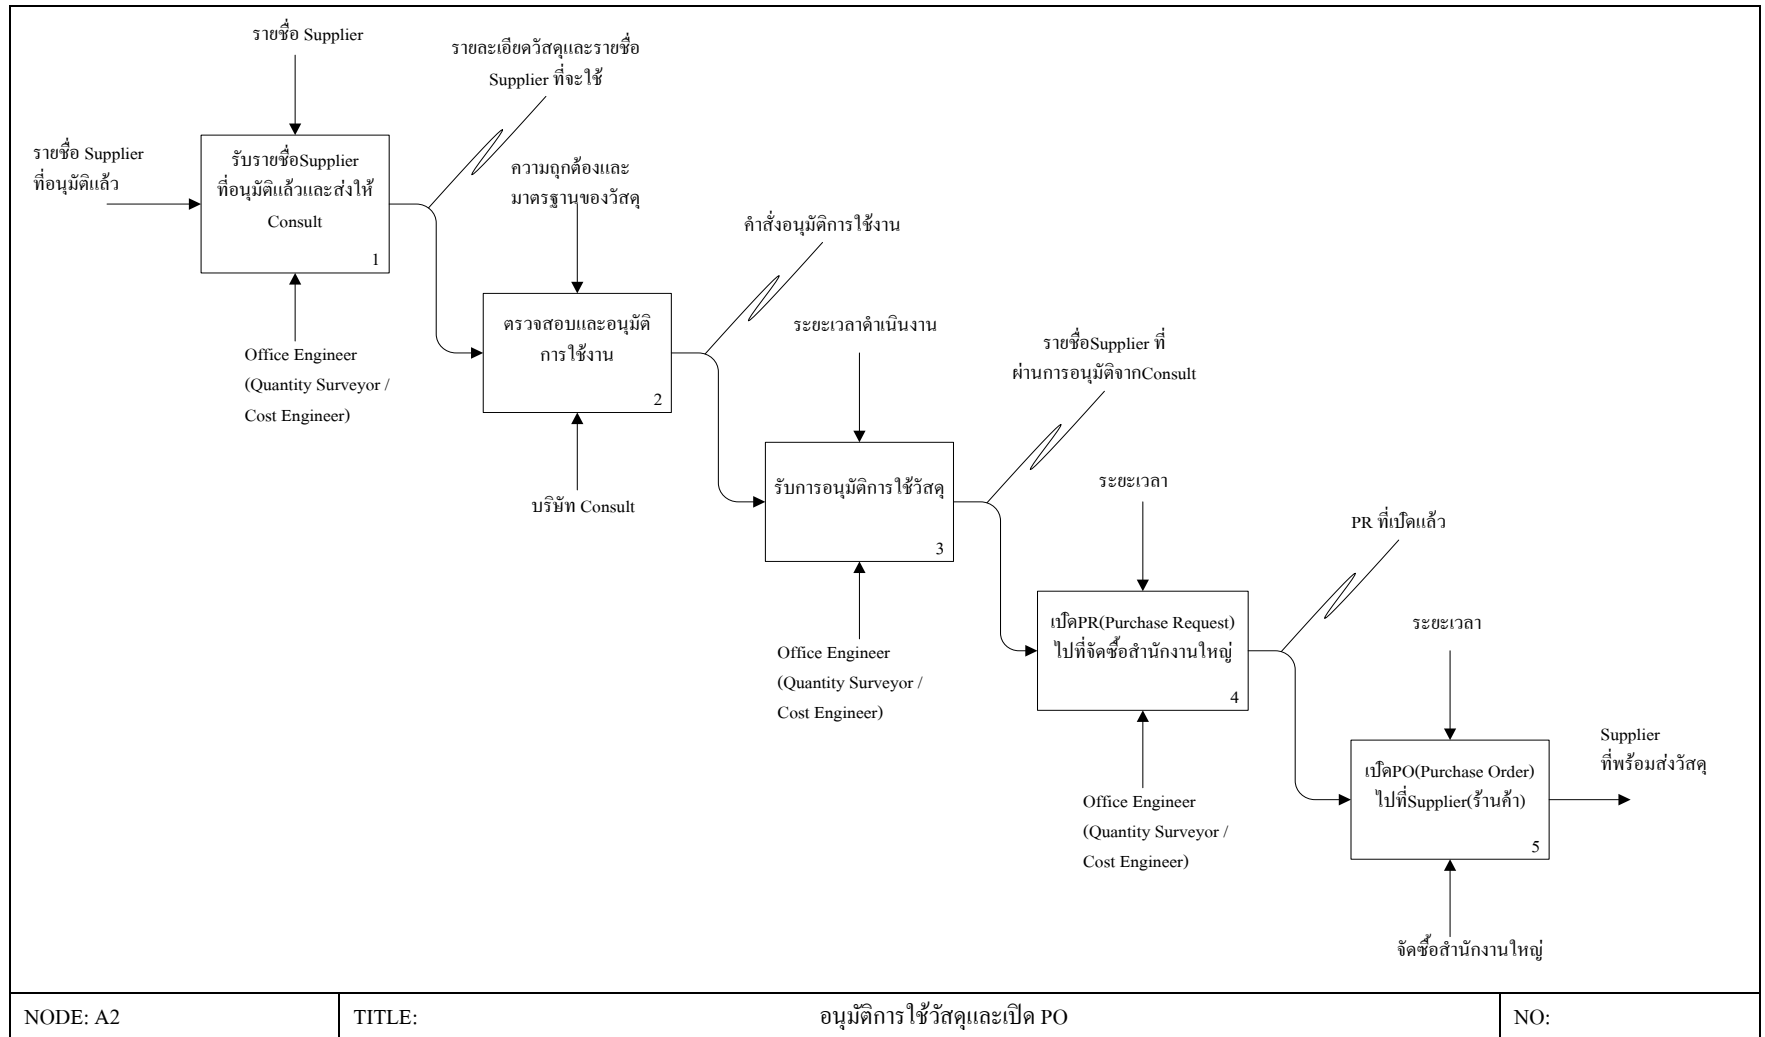 รายชื่อ Supplier
รายละเอียดวัสดุและรายชื่อ
Supplier ที่จะใช้
รายชื่อ Supplier
ที่อนุมัติแล้ว
รับรายชื่อSupplier
ที่อนุมัติแล้วและส่งให้
Consult
1
Office Engineer
(Quantity Surveyor /
Cost Engineer)
ความถูกต้องและ
มาตรฐานของวัสดุ
ตรวจสอบและอนุมัติ
การใช้งาน
2
บริษัท Consult
คำสั่งอนุมัติการใช้งาน
ระยะเวลาดำเนินงาน
รับการอนุมัติการใช้วัสดุ
3
Office Engineer
(Quantity Surveyor /
Cost Engineer)
รายชื่อSupplier ที่
ผ่านการอนุมัติจากConsult
ระยะเวลา
เปิดPR(Purchase Request)
ไปที่จัดซื้อสำนักงานใหญ่
4
Office Engineer
(Quantity Surveyor /
Cost Engineer)
PR ที่เปิดแล้ว
ระยะเวลา
เปิดPO(Purchase Order)
ไปที่Supplier(ร้านค้า)
5
จัดซื้อสำนักงานใหญ่
Supplier
ที่พร้อมส่งวัสดุ
NODE: A2
TITLE:
อนุมัติการใช้วัสดุและเปิด PO
NO: